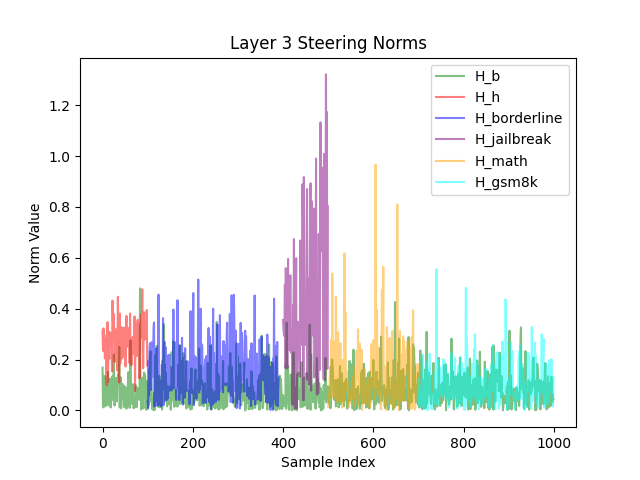 Layer 3 Steering Norms
Norm Value
1.2
1.0
0.8
0.6
0.4
0.2
0.0
0
200
400
600
800
1000
Sample Index
H_b
H_h
H_borderline
H_jailbreak
H_math
H_gsm8k